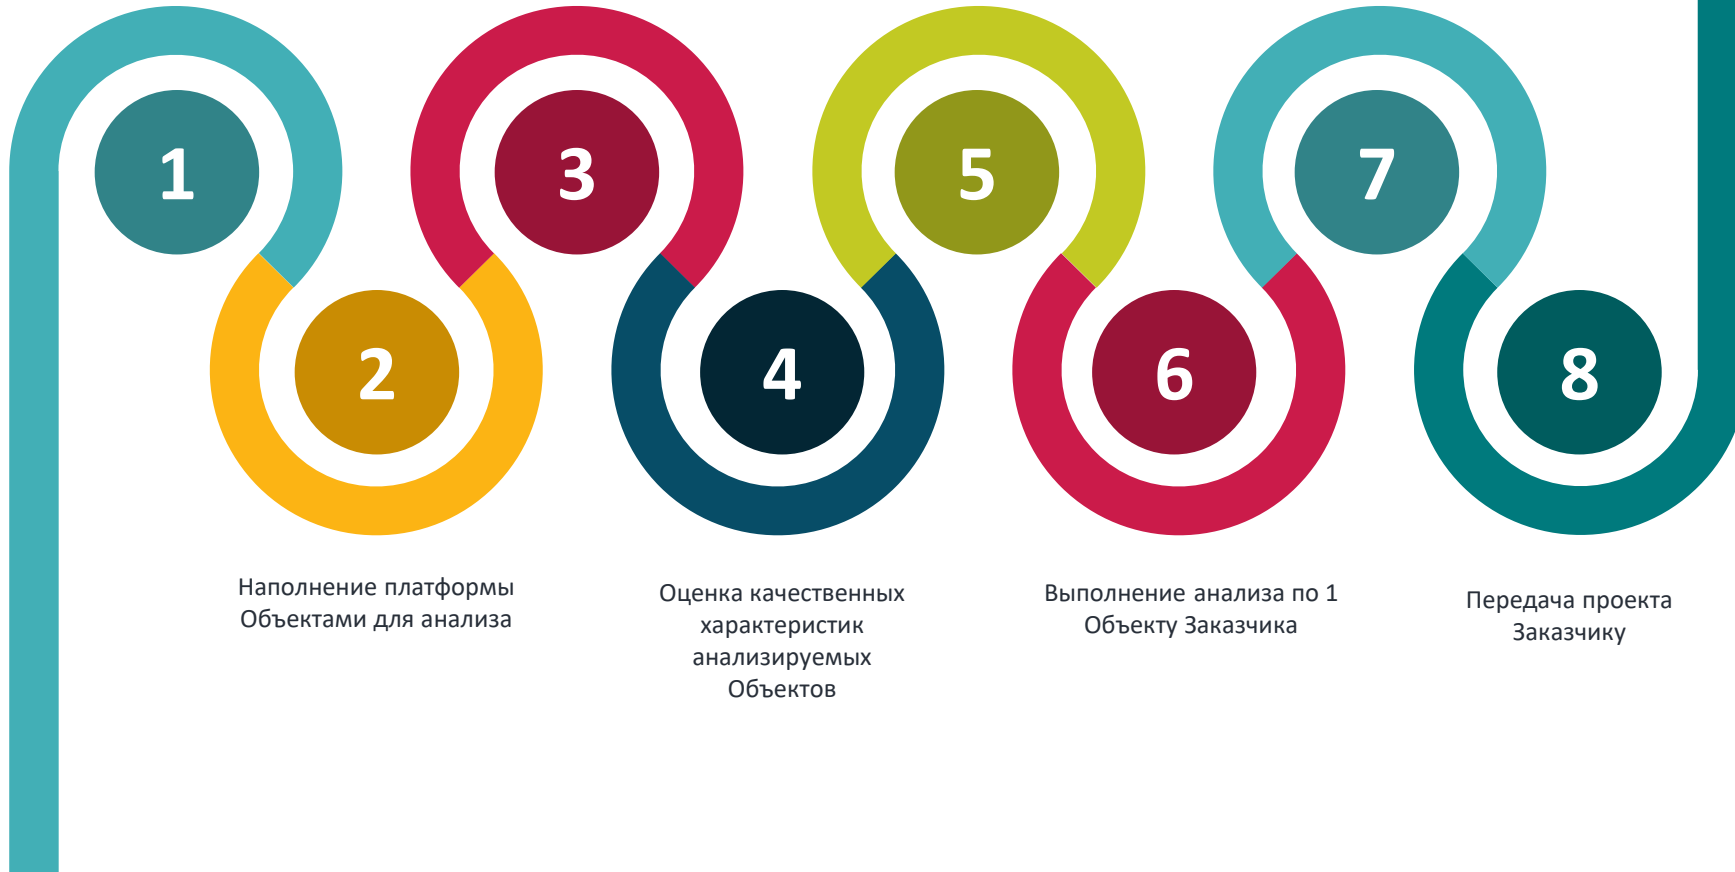 1
3
5
7
2
4
6
8
Наполнение платформы
Объектами для анализа
Оценка качественных
характеристик
анализируемых
Объектов
Выполнение анализа по 1
Объекту Заказчика
Передача проекта
Заказчику